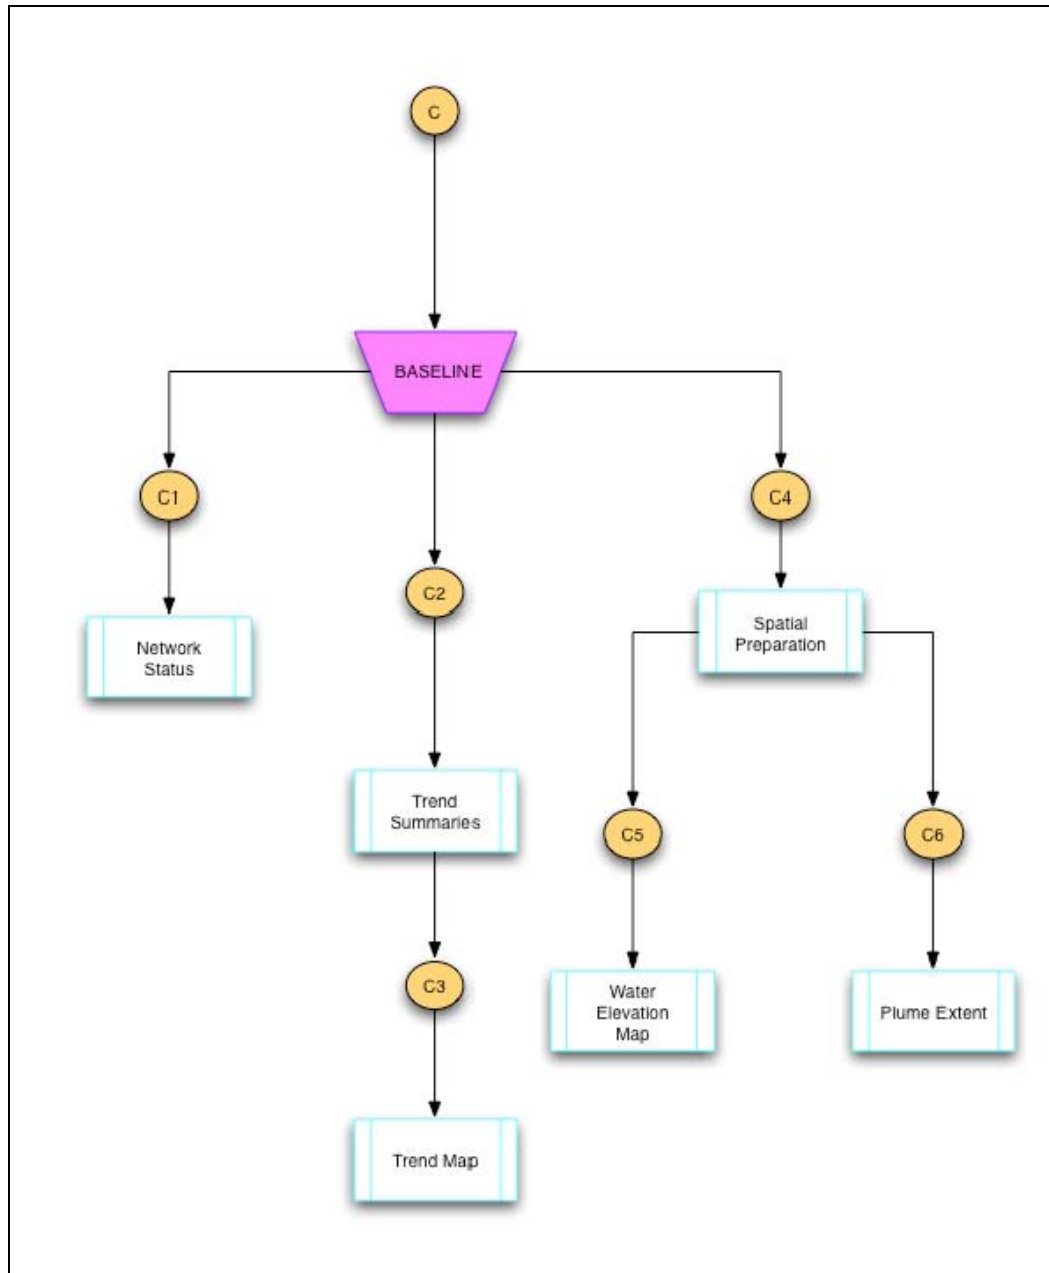 C
BASELINE
C1
C4
C2
Spatial
Preparation
Network
Status
Trend
Summaries
C5
C6
C3
Water
Elevation
Map
Plume Extent
Trend Map